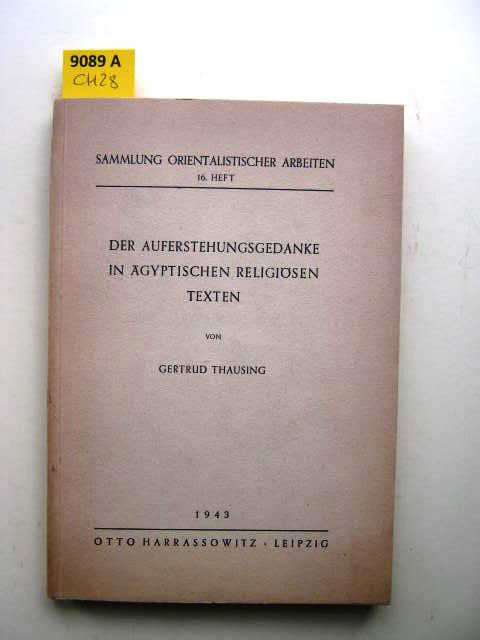 9089 A
CH28
SAMMLUNG ORIENTALISTISCHER ARBEITEN
16. HEFT
DER AUFERSTEHUNGSGEDANKE
IN ÄGYPTISCHEN RELIGIÖSEN
TEXTEN
VON
GERTRUD THAUSING
1943
OTTO HARRASSOWITZ · LEIPZIG